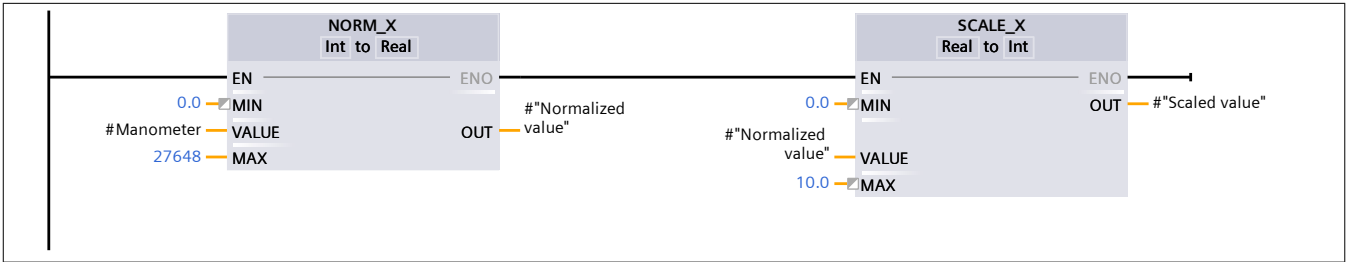 NORM_X
Int to Real
EN
ENO
0.0
MIN
#Manometer
VALUE
27648
MAX
OUT
#"Normalized
value"
SCALE_X
Real to Int
EN
ENO
0.0
MIN
#"Normalized
value"
VALUE
10.0
MAX
OUT
#"Scaled value"